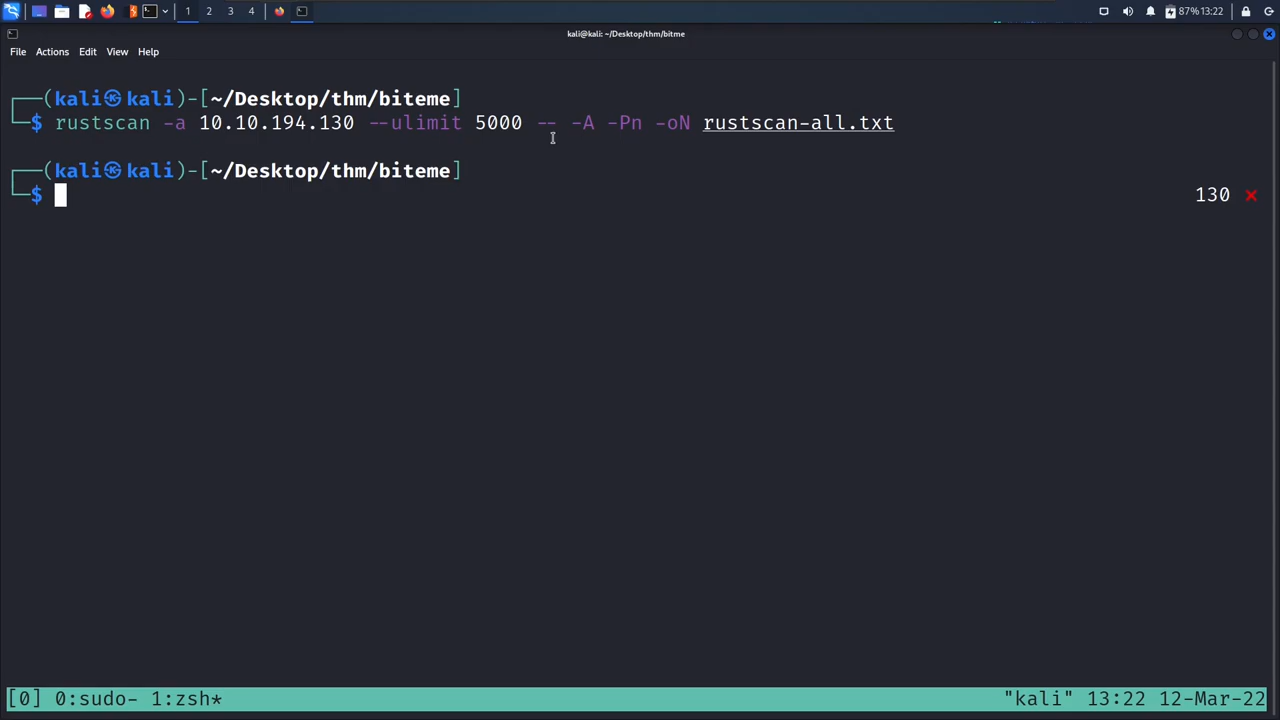 1 2 3 4 87% 13:22
kali@kali: ~/Desktop/thm/bitme
File Actions Edit View Help
┌──(kali㉿kali)-[~/Desktop/thm/biteme]
└─$ rustscan -a 10.10.194.130 --ulimit 5000 -- -A -Pn -oN rustscan-all.txt
┌──(kali㉿kali)-[~/Desktop/thm/biteme]
└─$ 130 ✗
[0] 0:sudo- 1:zsh* "kali" 13:22 12-Mar-22